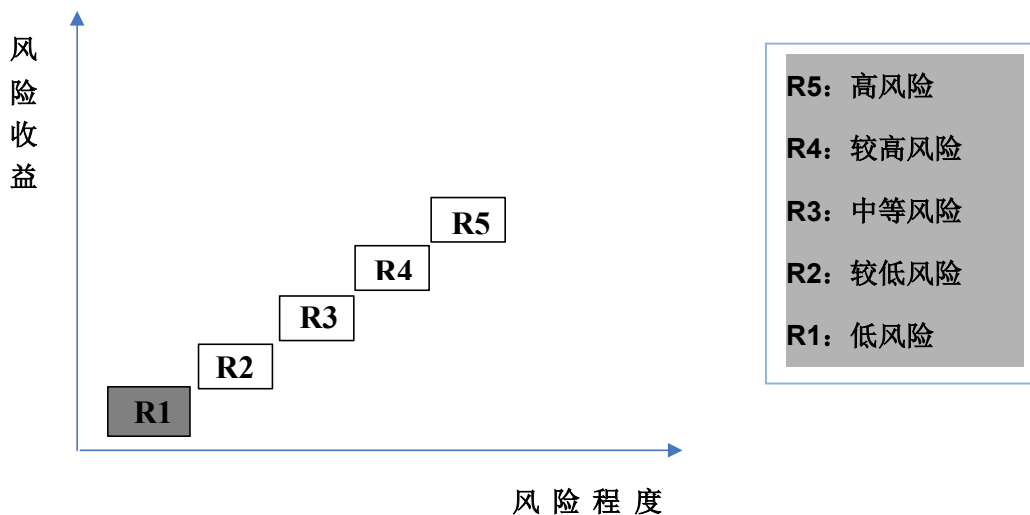 风
险
收
益
R5
R4
R3
R2
R1
风 险 程 度
R5：高风险
R4：较高风险
R3：中等风险
R2：较低风险
R1：低风险